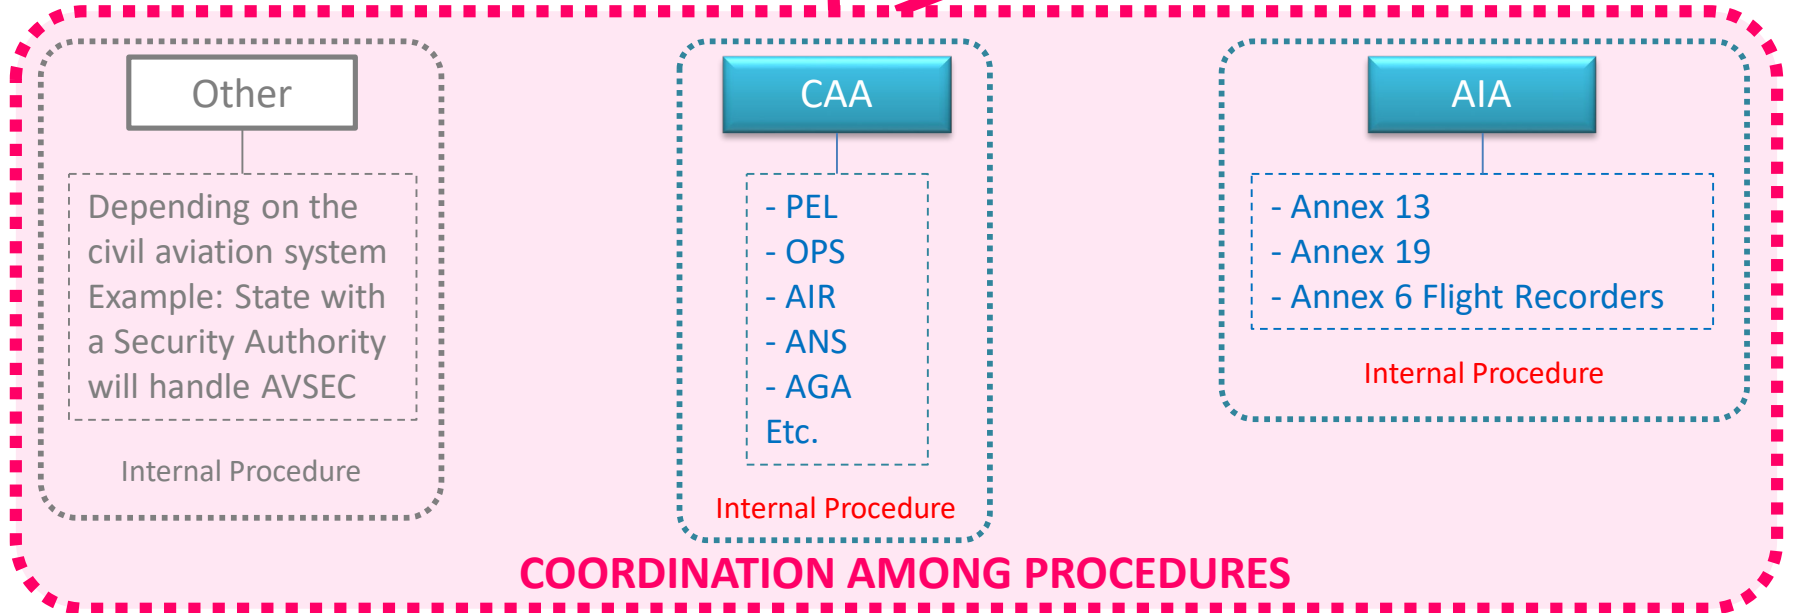 Other
Depending on the
civil aviation system
Example: State with
a Security Authority
will handle AVSEC
Internal Procedure
CAA
- PEL
- OPS
- AIR
- ANS
- AGA
Etc.
Internal Procedure
AIA
- Annex 13
- Annex 19
- Annex 6 Flight Recorders
Internal Procedure
COORDINATION AMONG PROCEDURES